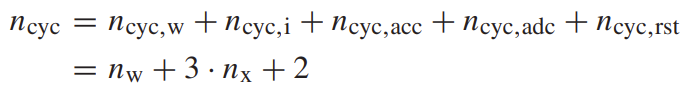 n_cyc = n_cyc,w + n_cyc,i + n_cyc,acc + n_cyc,adc + n_cyc,rst
= n_w + 3 · n_x + 2